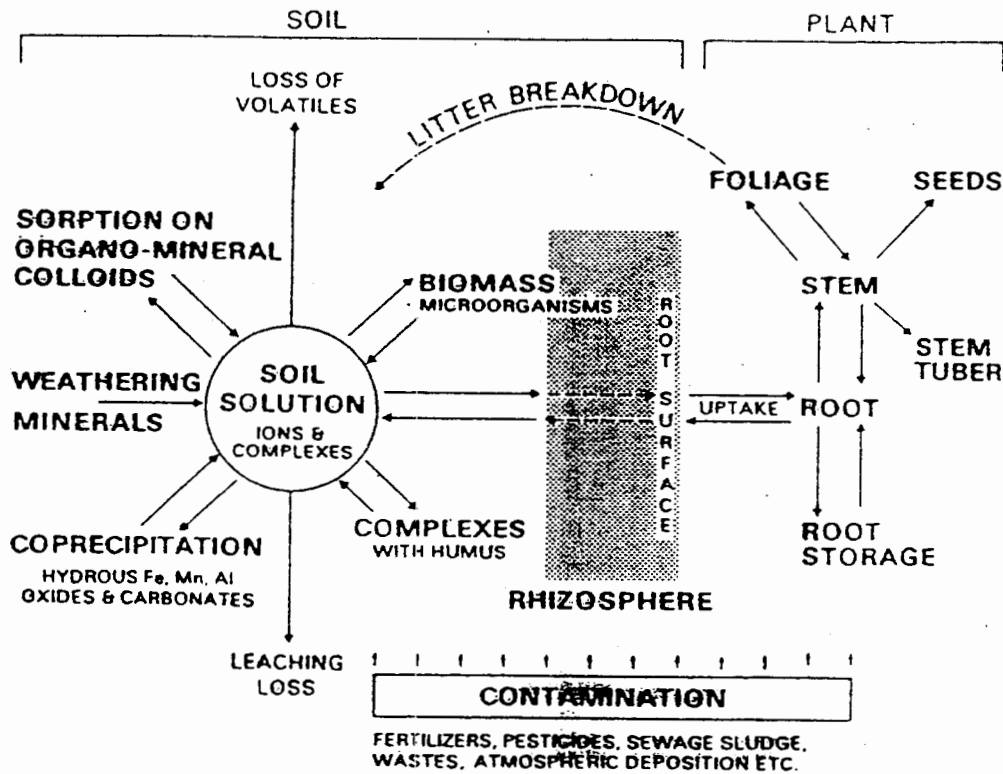 SOIL
PLANT
LOSS OF
VOLATILES
LITTER BREAKDOWN
FOLIAGE
SEEDS
SORPTION ON
ORGANO-MINERAL
COLLOIDS
BIOMASS
MICROORGANISMS
STEM
STEM
TUBER
WEATHERING
MINERALS
SOIL
SOLUTION
IONS &
COMPLEXES
ROOT SURFACE
UPTAKE
ROOT
COPRECIPITATION
HYDROUS Fe, Mn, Al
OXIDES & CARBONATES
COMPLEXES
WITH HUMUS
ROOT
STORAGE
RHIZOSPHERE
LEACHING
LOSS
CONTAMINATION
FERTILIZERS, PESTICIDES, SEWAGE SLUDGE,
WASTES, ATMOSPHERIC DEPOSITION ETC.